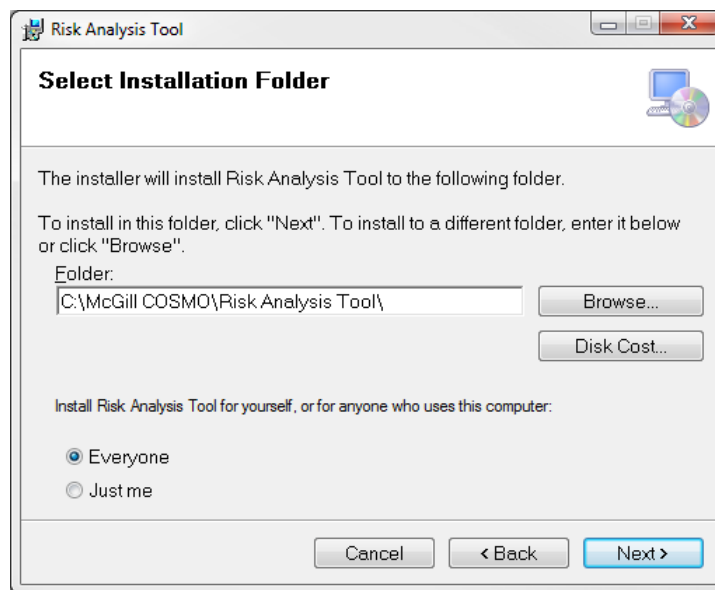 Risk Analysis Tool
Select Installation Folder
The installer will install Risk Analysis Tool to the following folder.
To install in this folder, click "Next". To install to a different folder, enter it below
or click "Browse".
Folder:
C:\McGill COSMO\Risk Analysis Tool\
Browse...
Disk Cost...
Install Risk Analysis Tool for yourself, or for anyone who uses this computer:
Everyone
Just me
Cancel
< Back
Next >